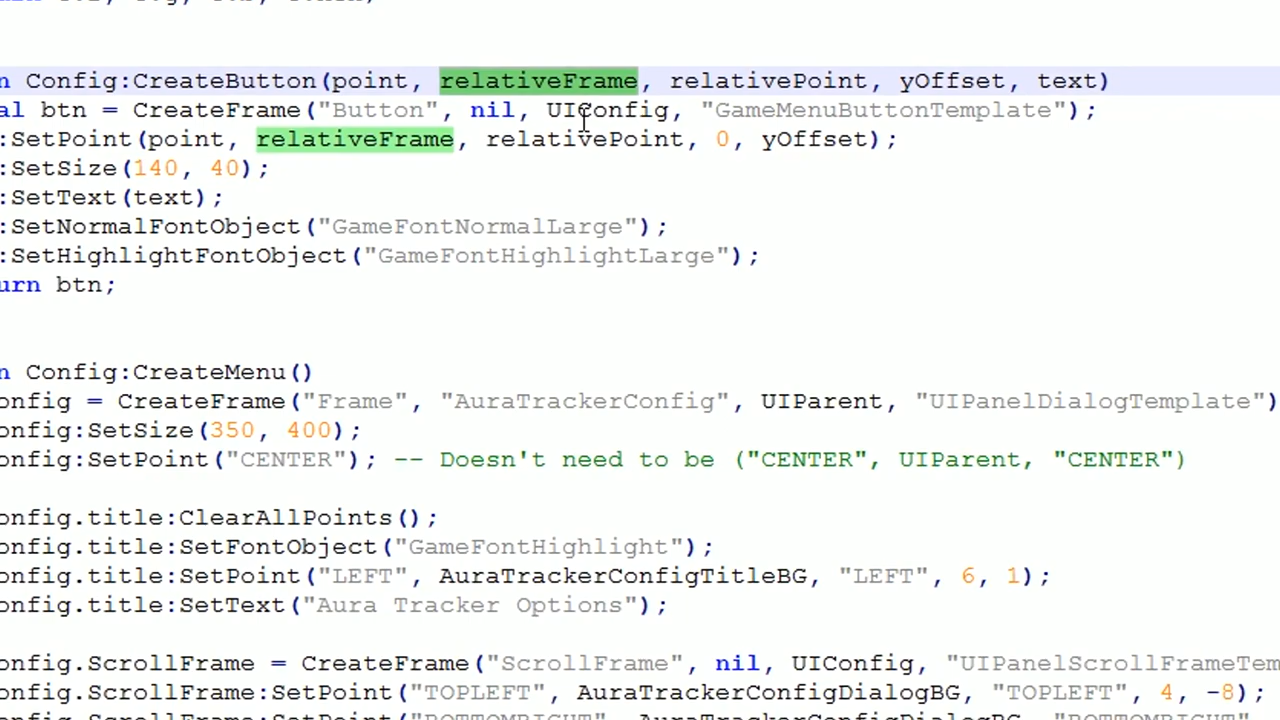 n Config:CreateButton(point, relativeFrame, relativePoint, yOffset, text)
al btn = CreateFrame("Button", nil, UIConfig, "GameMenuButtonTemplate");
:SetPoint(point, relativeFrame, relativePoint, 0, yOffset);
:SetSize(140, 40);
:SetText(text);
:SetNormalFontObject("GameFontNormalLarge");
:SetHighlightFontObject("GameFontHighlightLarge");
urn btn;
n Config:CreateMenu()
onfig = CreateFrame("Frame", "AuraTrackerConfig", UIParent, "UIPanelDialogTemplate")
onfig:SetSize(350, 400);
onfig:SetPoint("CENTER"); -- Doesn't need to be ("CENTER", UIParent, "CENTER")
onfig.title:ClearAllPoints();
onfig.title:SetFontObject("GameFontHighlight");
onfig.title:SetPoint("LEFT", AuraTrackerConfigTitleBG, "LEFT", 6, 1);
onfig.title:SetText("Aura Tracker Options");
onfig.ScrollFrame = CreateFrame("ScrollFrame", nil, UIConfig, "UIPanelScrollFrameTem
onfig.ScrollFrame:SetPoint("TOPLEFT", AuraTrackerConfigDialogBG, "TOPLEFT", 4, -8);